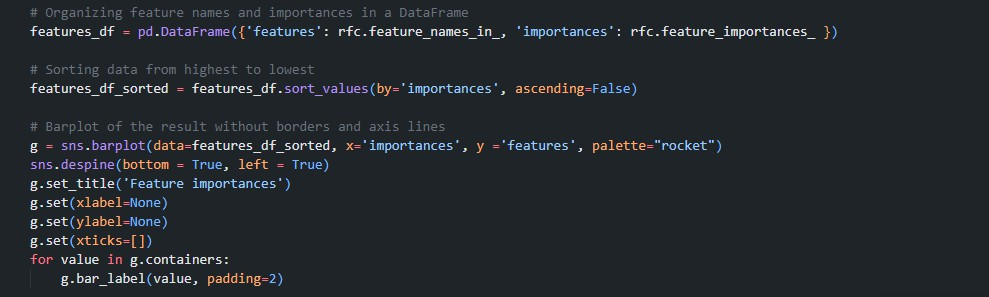 # Organizing feature names and importances in a DataFrame
features_df = pd.DataFrame({'features': rfc.feature_names_in_, 'importances': rfc.feature_importances_ })
# Sorting data from highest to lowest
features_df_sorted = features_df.sort_values(by='importances', ascending=False)
# Barplot of the result without borders and axis lines
g = sns.barplot(data=features_df_sorted, x='importances', y ='features', palette="rocket")
sns.despine(bottom = True, left = True)
g.set_title('Feature importances')
g.set(xlabel=None)
g.set(ylabel=None)
g.set(xticks=[])
for value in g.containers:
    g.bar_label(value, padding=2)